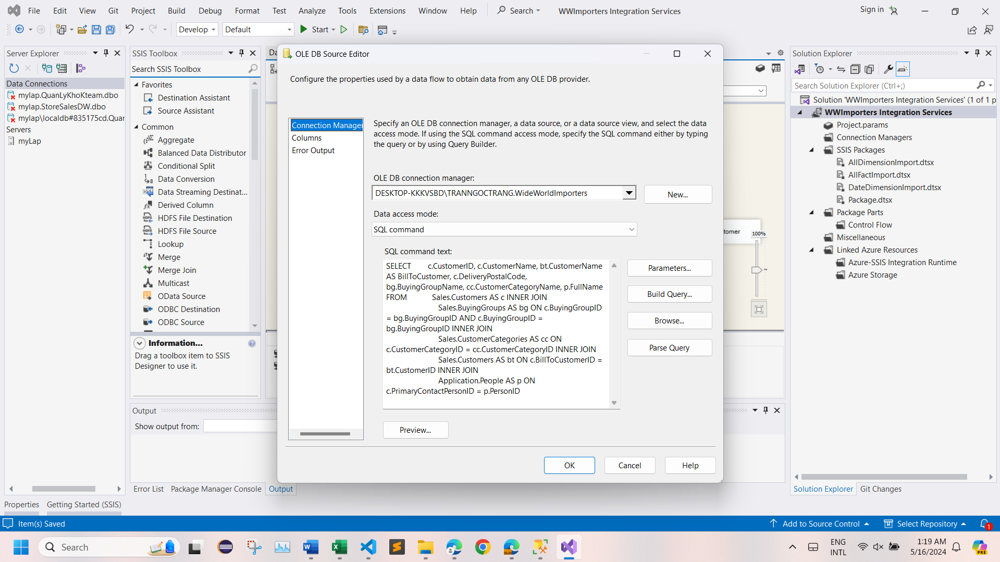 File Edit View Git Project Build Debug Format Test Analyze Tools Extensions Window Help Search WWImporters Integration Services Sign in
Develop Default Start
Server Explorer
Data Connections
mylap.QuanLyKhoKteam.dbo
mylap.StoreSalesDW.dbo
mylap\localdb#835175cd.Quar
Servers
myLap
SSIS Toolbox
Search SSIS Toolbox
Favorites
Destination Assistant
Source Assistant
Common
Aggregate
Balanced Data Distributor
Conditional Split
Data Conversion
Data Streaming Destinat...
Derived Column
HDFS File Destination
HDFS File Source
Lookup
Merge
Merge Join
Multicast
OData Source
ODBC Destination
ODBC Source
Information...
Drag a toolbox item to SSIS
Designer to use it.
Da
OLE DB Source Editor
Configure the properties used by a data flow to obtain data from any OLE DB provider.
Connection Manager
Columns
Error Output
Specify an OLE DB connection manager, a data source, or a data source view, and select the data
access mode. If using the SQL command access mode, specify the SQL command either by typing
the query or by using Query Builder.
OLE DB connection manager:
DESKTOP-KKKVSBD\TRANNGOCTRANG.WideWorldImporters
New...
Data access mode:
SQL command
SQL command text:
SELECT c.CustomerID, c.CustomerName, bt.CustomerName
AS BillToCustomer, c.DeliveryPostalCode,
bg.BuyingGroupName, cc.CustomerCategoryName, p.FullName
FROM Sales.Customers AS c INNER JOIN
Sales.BuyingGroups AS bg ON c.BuyingGroupID
= bg.BuyingGroupID AND c.BuyingGroupID =
bg.BuyingGroupID INNER JOIN
Sales.CustomerCategories AS cc ON
c.CustomerCategoryID = cc.CustomerCategoryID INNER JOIN
Sales.Customers AS bt ON c.BillToCustomerID =
bt.CustomerID INNER JOIN
Application.People AS p ON
c.PrimaryContactPersonID = p.PersonID
Parameters...
Build Query...
Browse...
Parse Query
Preview...
OK Cancel Help
tomer
100%
Solution Explorer
Search Solution Explorer (Ctrl+;)
Solution 'WWImporters Integration Services' (1 of 1 p
WWImporters Integration Services
Project.params
Connection Managers
SSIS Packages
AllDimensionImport.dtsx
AllFactImport.dtsx
DateDimensionImport.dtsx
Package.dtsx
Package Parts
Control Flow
Miscellaneous
Linked Azure Resources
Azure-SSIS Integration Runtime
Azure Storage
Output
Show output from:
Error List Package Manager Console Output
Solution Explorer Git Changes
Properties Getting Started (SSIS)
Item(s) Saved Add to Source Control Select Repository 1
Search
ENG
INTL
1:19 AM
5/16/2024
PRE